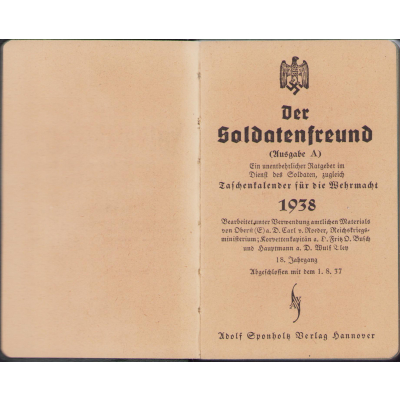 Der
Soldatenfreund
(Ausgabe A)
Ein unentbehrlicher Ratgeber im
Dienst des Soldaten, zugleich
Taschenkalender für die Wehrmacht
1938
Bearbeitet unter Verwendung amtlichen Materials
von Oberst (E) a. D. Carl v. Roeder, Reichskriegs-
ministerium; Korvettenkapitän a. D. Fritz O. Busch
und Hauptmann a. D. Wulf Bley
18. Jahrgang
Abgeschlossen mit dem 1. 8. 37
Adolf Sponholtz Verlag Hannover